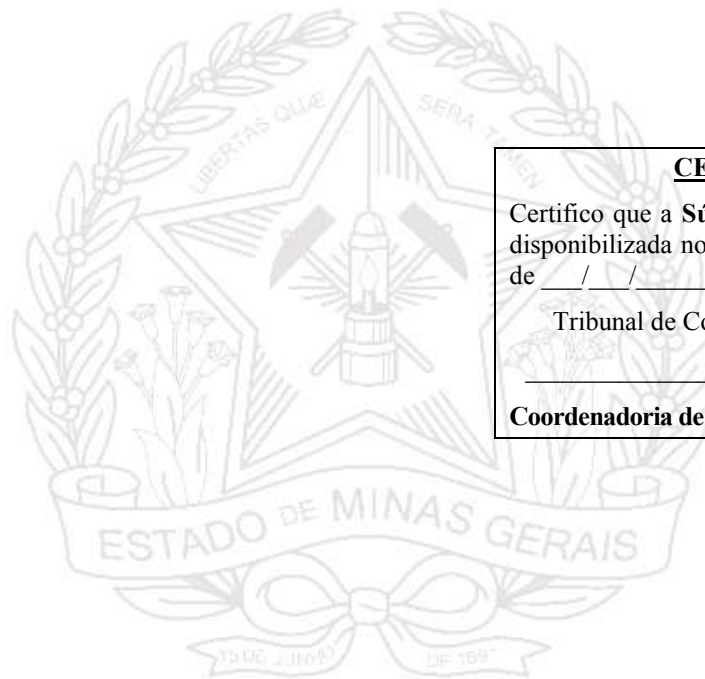 LIBERTAS QUÆ SERA TAMEN
CE
Certifico que a Sú
disponibilizada no
de ___/___/______
Tribunal de Co
Coordenadoria de
ESTADO DE MINAS GERAIS
15 DE JUNHO DE 1891